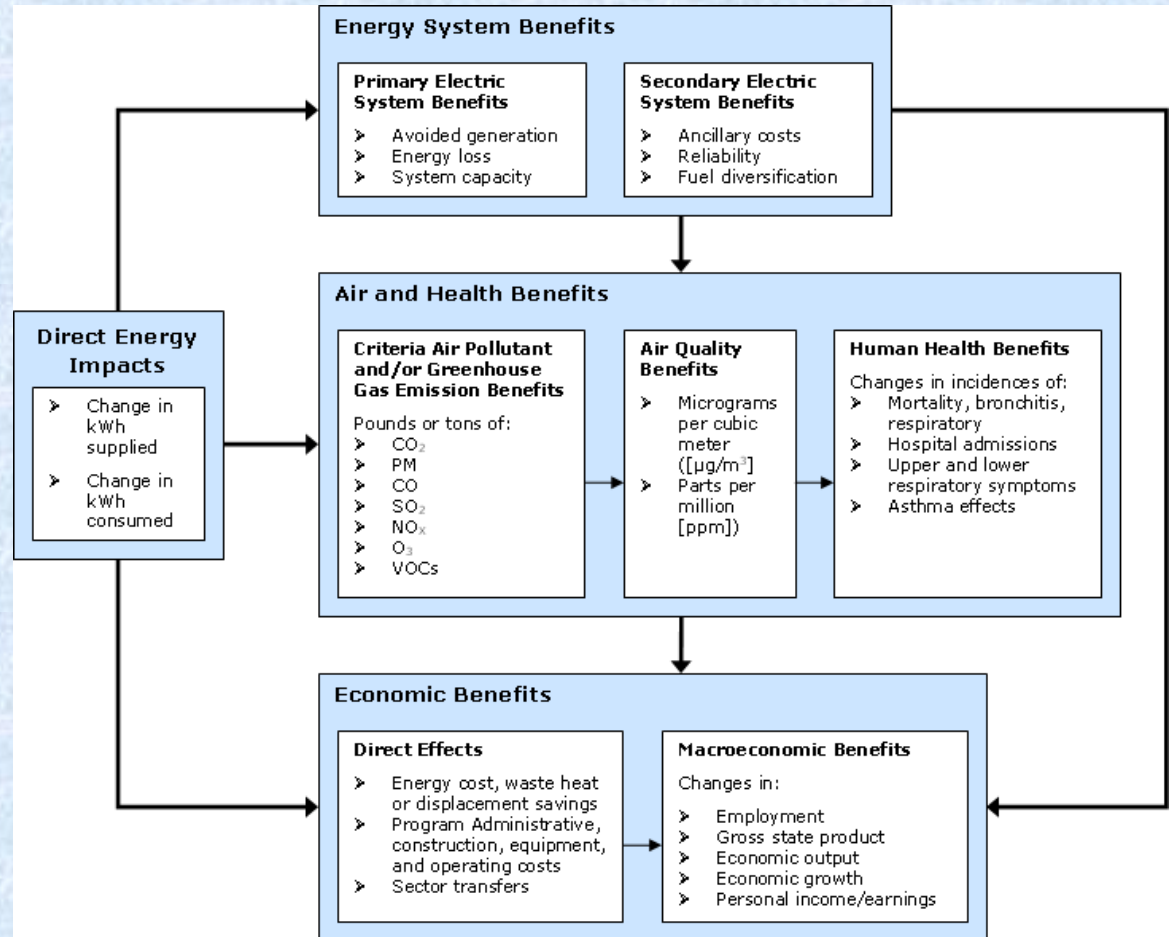 Energy System Benefits
Primary Electric
System Benefits
➢ Avoided generation
➢ Energy loss
➢ System capacity
Secondary Electric
System Benefits
➢ Ancillary costs
➢ Reliability
➢ Fuel diversification
Direct Energy
Impacts
➢ Change in
kWh
supplied
➢ Change in
kWh
consumed
Air and Health Benefits
Criteria Air Pollutant
and/or Greenhouse
Gas Emission Benefits
Pounds or tons of:
➢ CO₂
➢ PM
➢ CO
➢ SO₂
➢ NOₓ
➢ O₃
➢ VOCs
Air Quality
Benefits
➢ Micrograms
per cubic
meter
([µg/m³]
➢ Parts per
million
[ppm])
Human Health Benefits
Changes in incidences of:
➢ Mortality, bronchitis,
respiratory
➢ Hospital admissions
➢ Upper and lower
respiratory symptoms
➢ Asthma effects
Economic Benefits
Direct Effects
➢ Energy cost, waste heat
or displacement savings
➢ Program Administrative,
construction, equipment,
and operating costs
➢ Sector transfers
Macroeconomic Benefits
Changes in:
➢ Employment
➢ Gross state product
➢ Economic output
➢ Economic growth
➢ Personal income/earnings